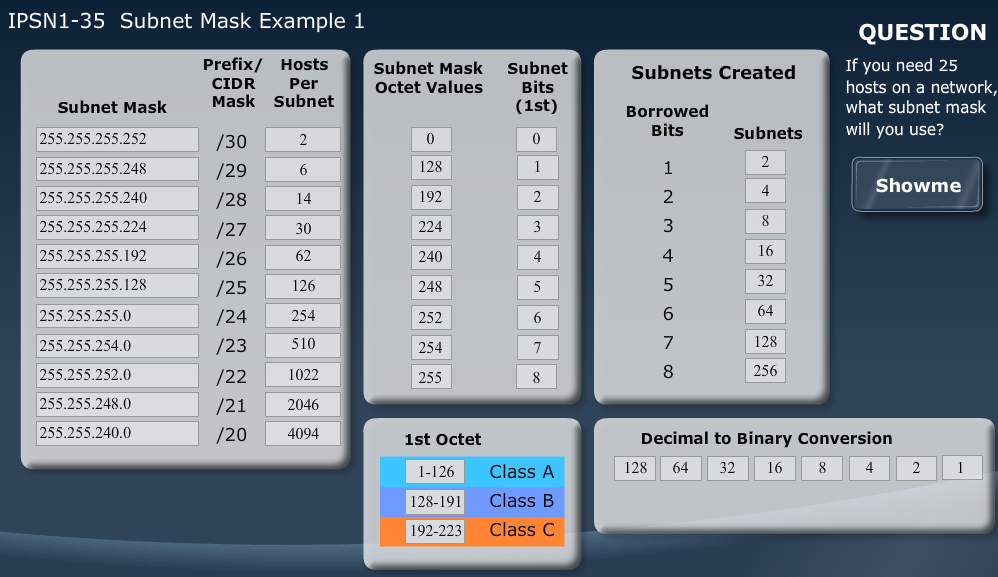 IPSN1-35 Subnet Mask Example 1
Subnet Mask Prefix/ CIDR Mask Hosts Per Subnet
255.255.255.252 /30 2
255.255.255.248 /29 6
255.255.255.240 /28 14
255.255.255.224 /27 30
255.255.255.192 /26 62
255.255.255.128 /25 126
255.255.255.0 /24 254
255.255.254.0 /23 510
255.255.252.0 /22 1022
255.255.248.0 /21 2046
255.255.240.0 /20 4094
Subnet Mask Octet Values Subnet Bits (1st)
0 0
128 1
192 2
224 3
240 4
248 5
252 6
254 7
255 8
Subnets Created
Borrowed Bits Subnets
1 2
2 4
3 8
4 16
5 32
6 64
7 128
8 256
QUESTION
If you need 25
hosts on a network,
what subnet mask
will you use?
Showme
1st Octet
1-126 Class A
128-191 Class B
192-223 Class C
Decimal to Binary Conversion
128 64 32 16 8 4 2 1